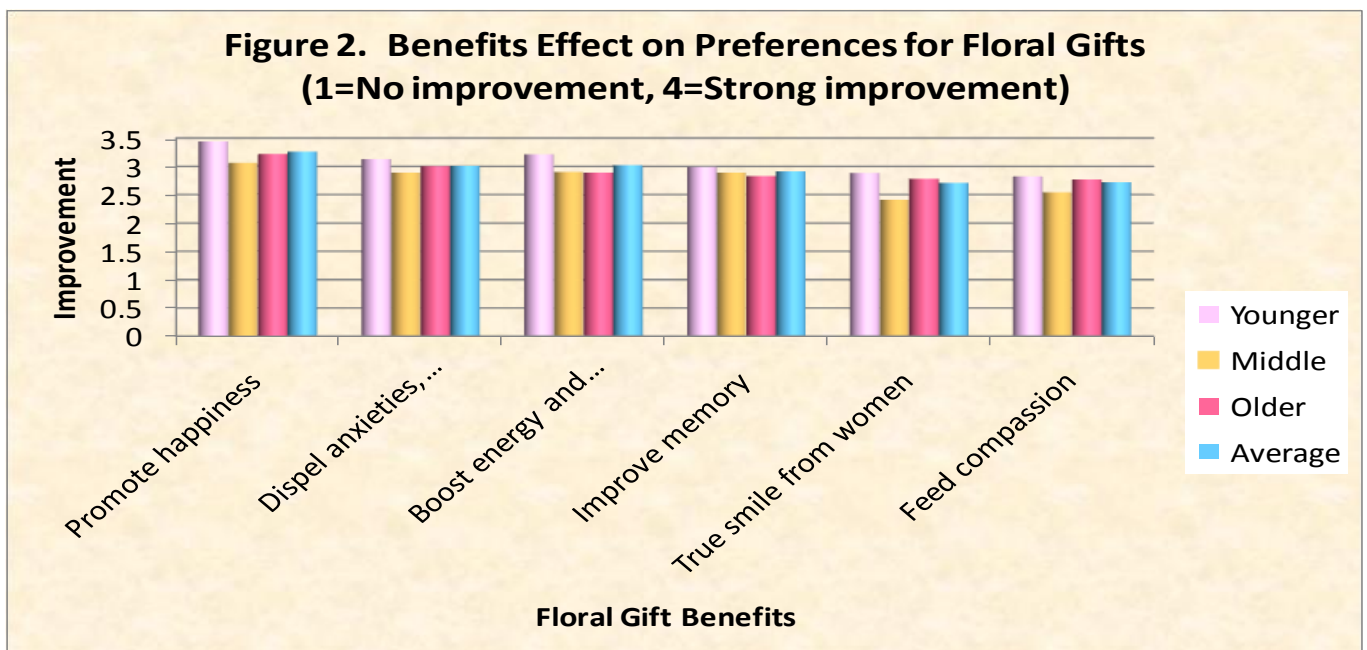 Figure 2. Benefits Effect on Preferences for Floral Gifts
(1=No improvement, 4=Strong improvement)
Improvement
3.5
3
2.5
2
1.5
1
0.5
0
Promote happiness
Dispel anxieties,...
Boost energy and...
Improve memory
True smile from women
Feed compassion
Floral Gift Benefits
Younger
Middle
Older
Average